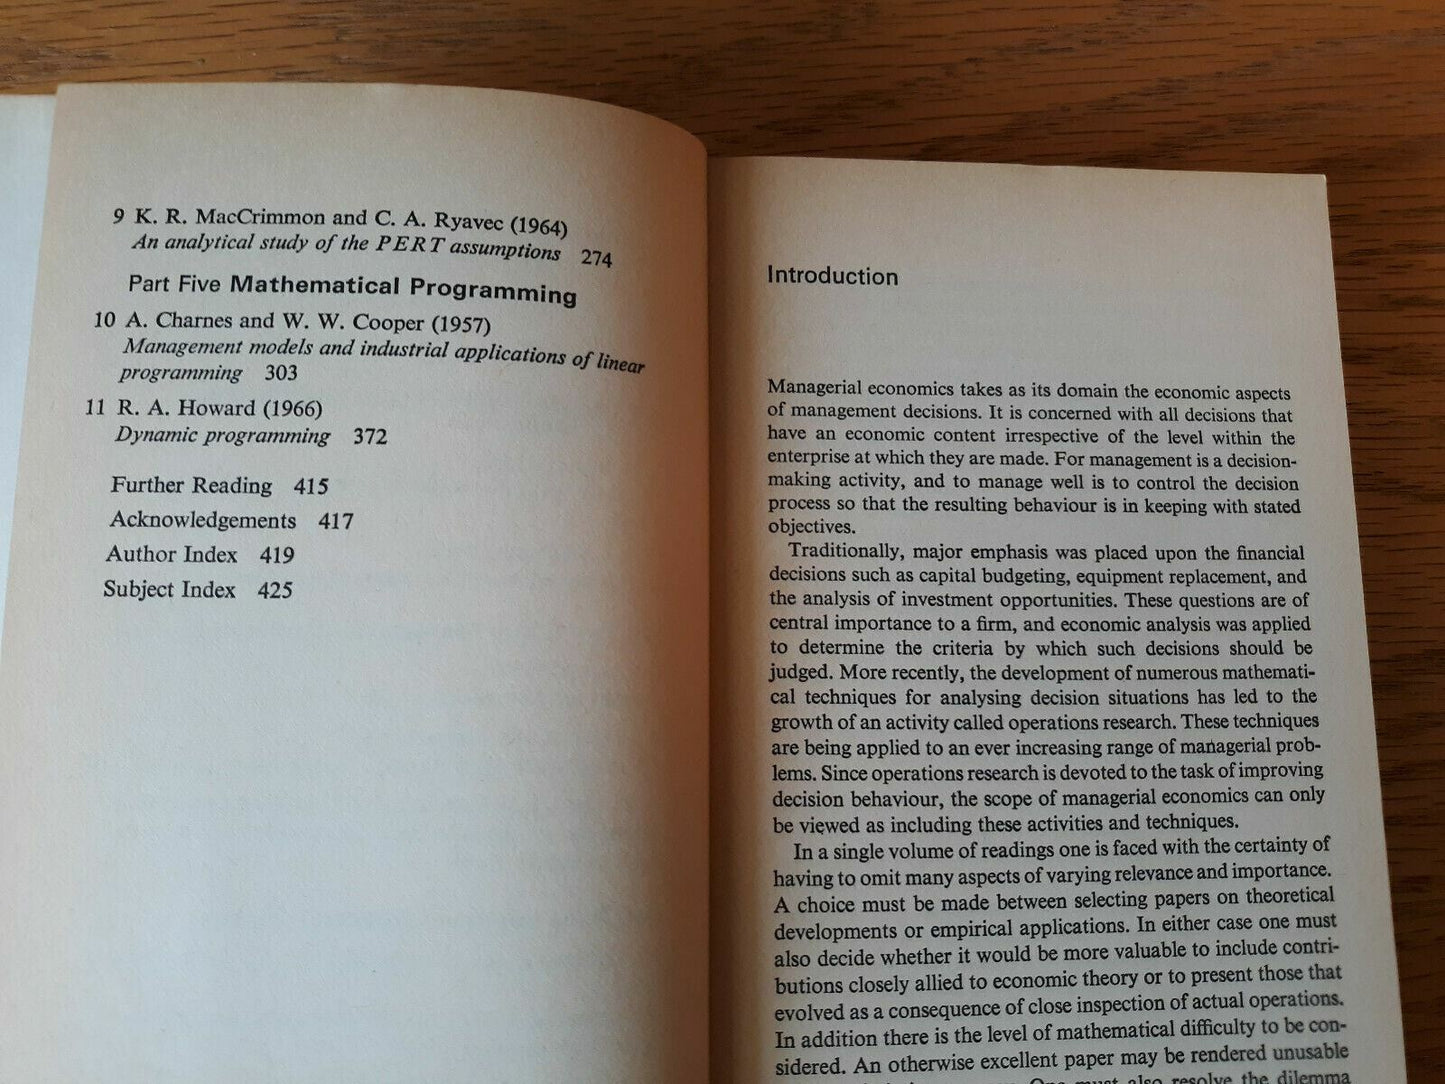 9 K. R. MacCrimmon and C. A. Ryavec (1964)
An analytical study of the PERT assumptions 274
Part Five Mathematical Programming
10 A. Charnes and W. W. Cooper (1957)
Management models and industrial applications of linear
programming 303
11 R. A. Howard (1966)
Dynamic programming 372
Further Reading 415
Acknowledgements 417
Author Index 419
Subject Index 425
Introduction
Managerial economics takes as its domain the economic aspects
of management decisions. It is concerned with all decisions that
have an economic content irrespective of the level within the
enterprise at which they are made. For management is a decision-
making activity, and to manage well is to control the decision
process so that the resulting behaviour is in keeping with stated
objectives.
Traditionally, major emphasis was placed upon the financial
decisions such as capital budgeting, equipment replacement, and
the analysis of investment opportunities. These questions are of
central importance to a firm, and economic analysis was applied
to determine the criteria by which such decisions should be
judged. More recently, the development of numerous mathemati-
cal techniques for analysing decision situations has led to the
growth of an activity called operations research. These techniques
are being applied to an ever increasing range of managerial prob-
lems. Since operations research is devoted to the task of improving
decision behaviour, the scope of managerial economics can only
be viewed as including these activities and techniques.
In a single volume of readings one is faced with the certainty of
having to omit many aspects of varying relevance and importance.
A choice must be made between selecting papers on theoretical
developments or empirical applications. In either case one must
also decide whether it would be more valuable to include contri-
butions closely allied to economic theory or to present those that
evolved as a consequence of close inspection of actual operations.
In addition there is the level of mathematical difficulty to be con-
sidered. An otherwise excellent paper may be rendered unusable
One must also resolve the dilemma